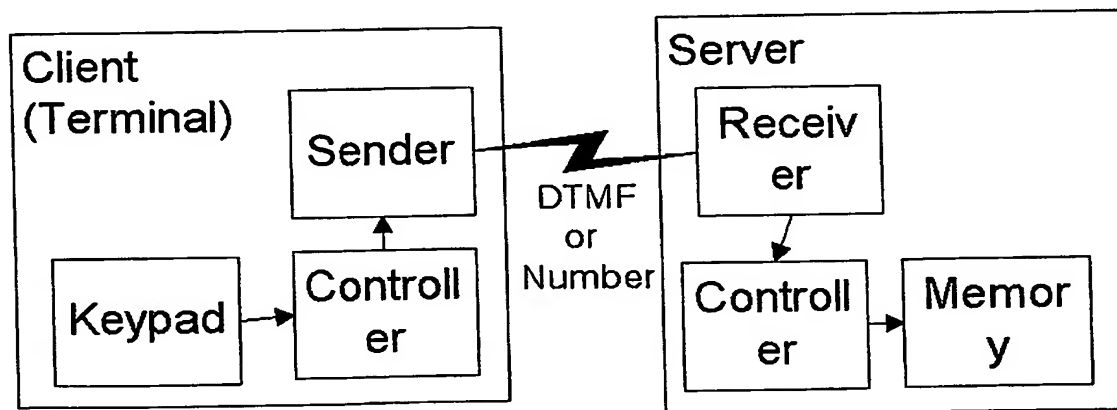 Client
(Terminal)
Sender
Keypad
Controll
er
DTMF
or
Number
Server
Receiv
er
Controll
er
Memor
y